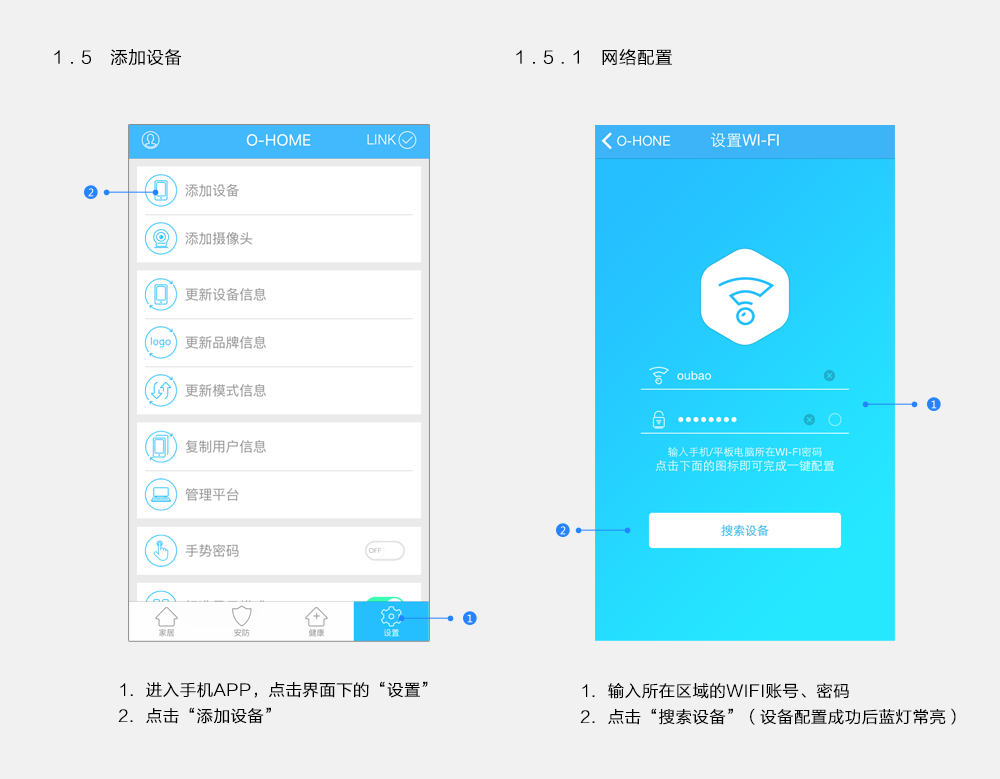 1.5 添加设备
O-HOME
LINK
2
添加设备
添加摄像头
更新设备信息
logo
更新品牌信息
更新模式信息
复制用户信息
管理平台
手势密码
OFF
家居
安防
健康
设置
1
1. 进入手机APP，点击界面下的“设置”
2. 点击“添加设备”
1.5.1 网络配置
O-HONE
设置WI-FI
oubao
1
输入手机/平板电脑所在WI-FI密码
点击下面的图标即可完成一键配置
2
搜索设备
1. 输入所在区域的WIFI账号、密码
2. 点击“搜索设备”（设备配置成功后蓝灯常亮）